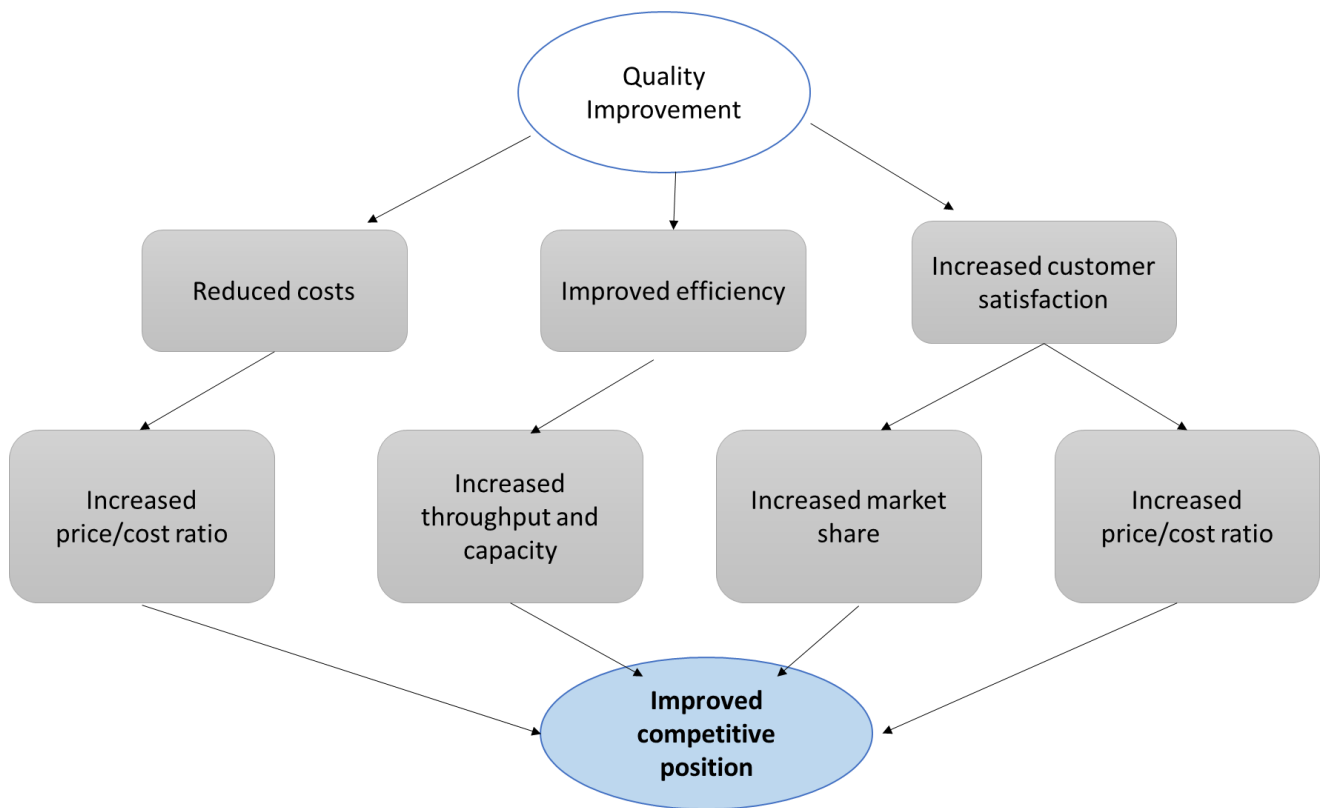 Quality
Improvement
Reduced costs
Improved efficiency
Increased customer
satisfaction
Increased
price/cost ratio
Increased
throughput and
capacity
Increased market
share
Increased
price/cost ratio
Improved
competitive
position